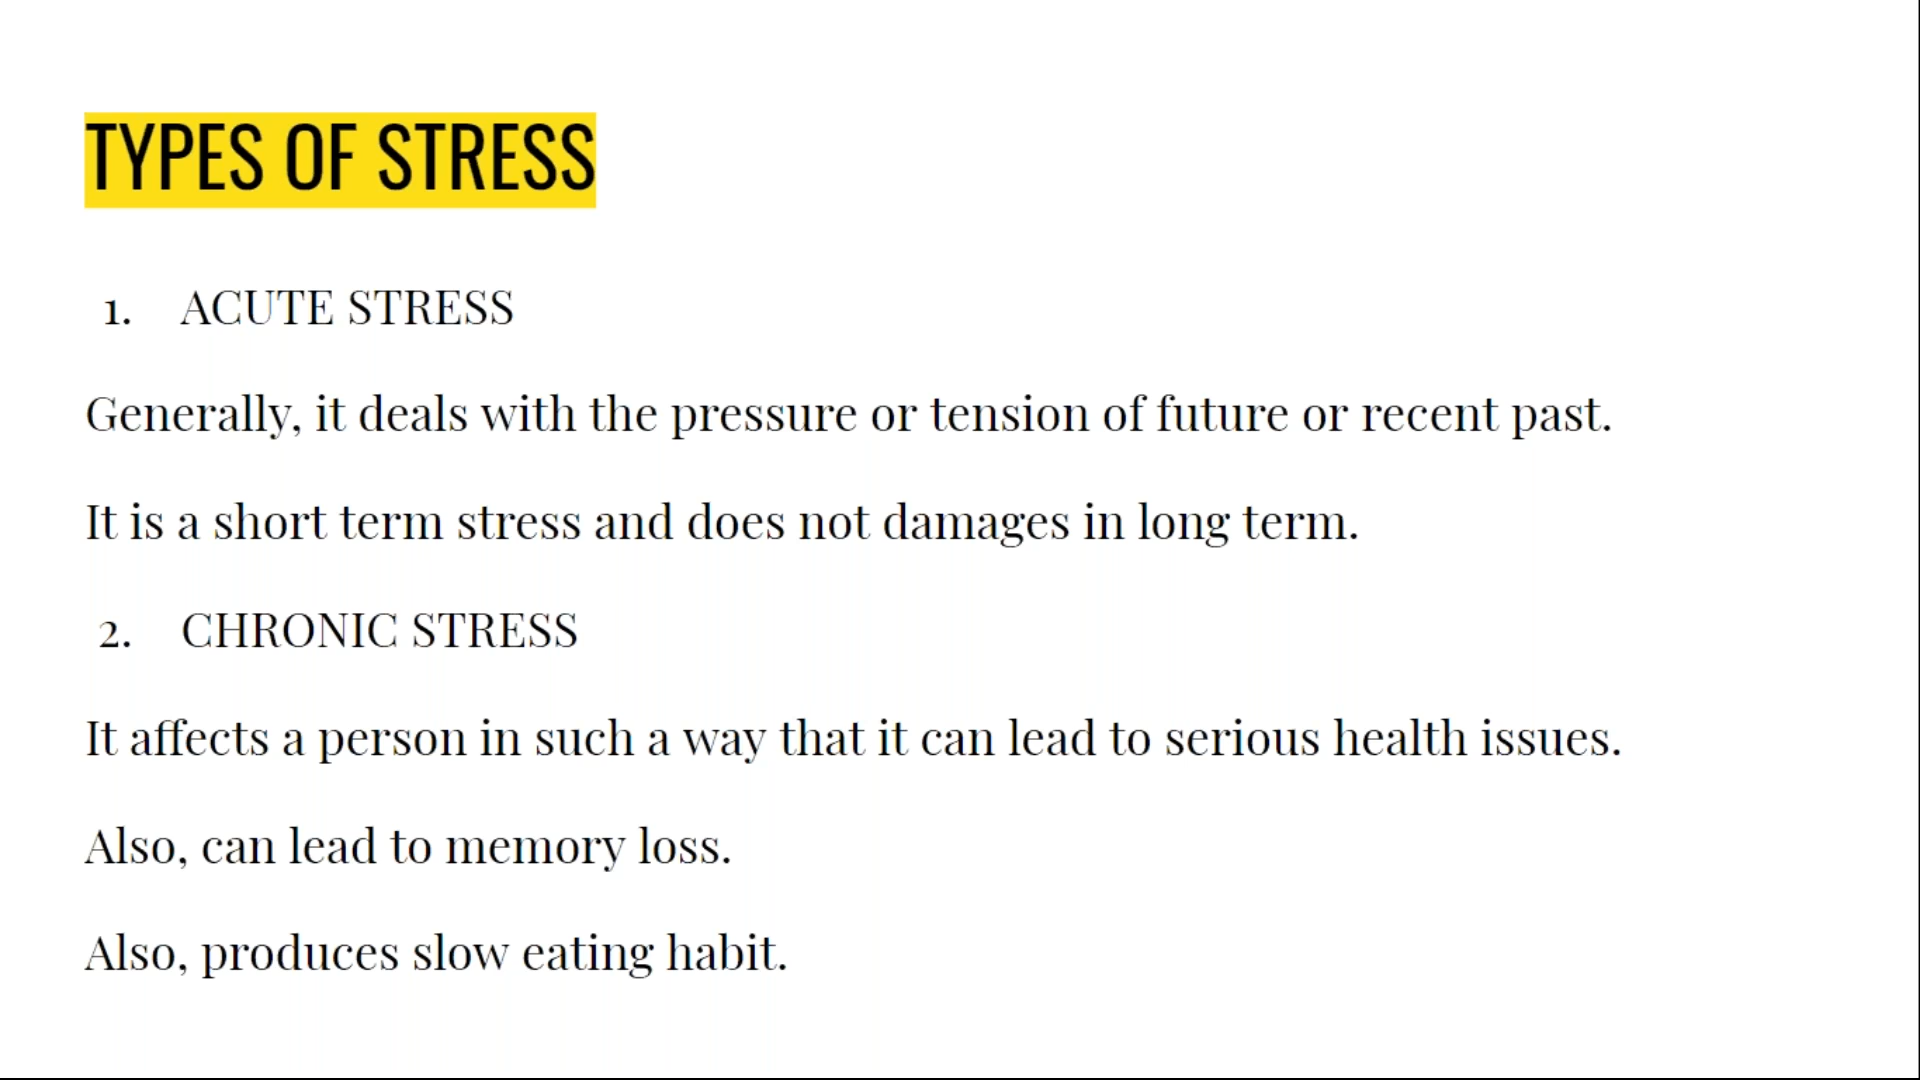 TYPES OF STRESS
1. ACUTE STRESS
Generally, it deals with the pressure or tension of future or recent past.
It is a short term stress and does not damages in long term.
2. CHRONIC STRESS
It affects a person in such a way that it can lead to serious health issues.
Also, can lead to memory loss.
Also, produces slow eating habit.